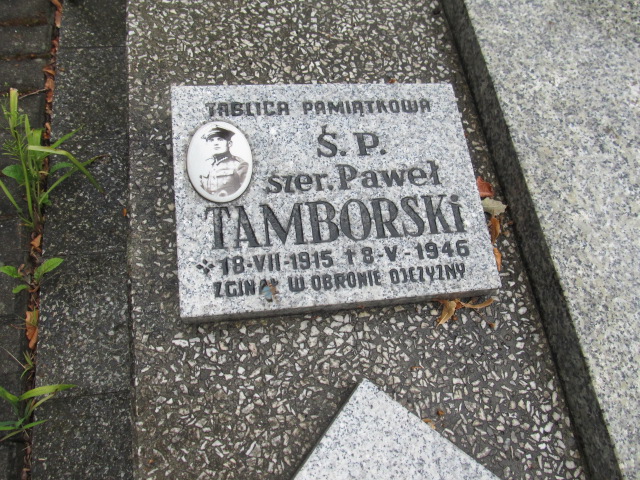 TABLICA PAMIĄTKOWA
Ś.P.
szer. Paweł
TAMBORSKi
* 18-VII-1915 † 8-V-1946
ZGINĄŁ W OBRONIE OJCZYZNY